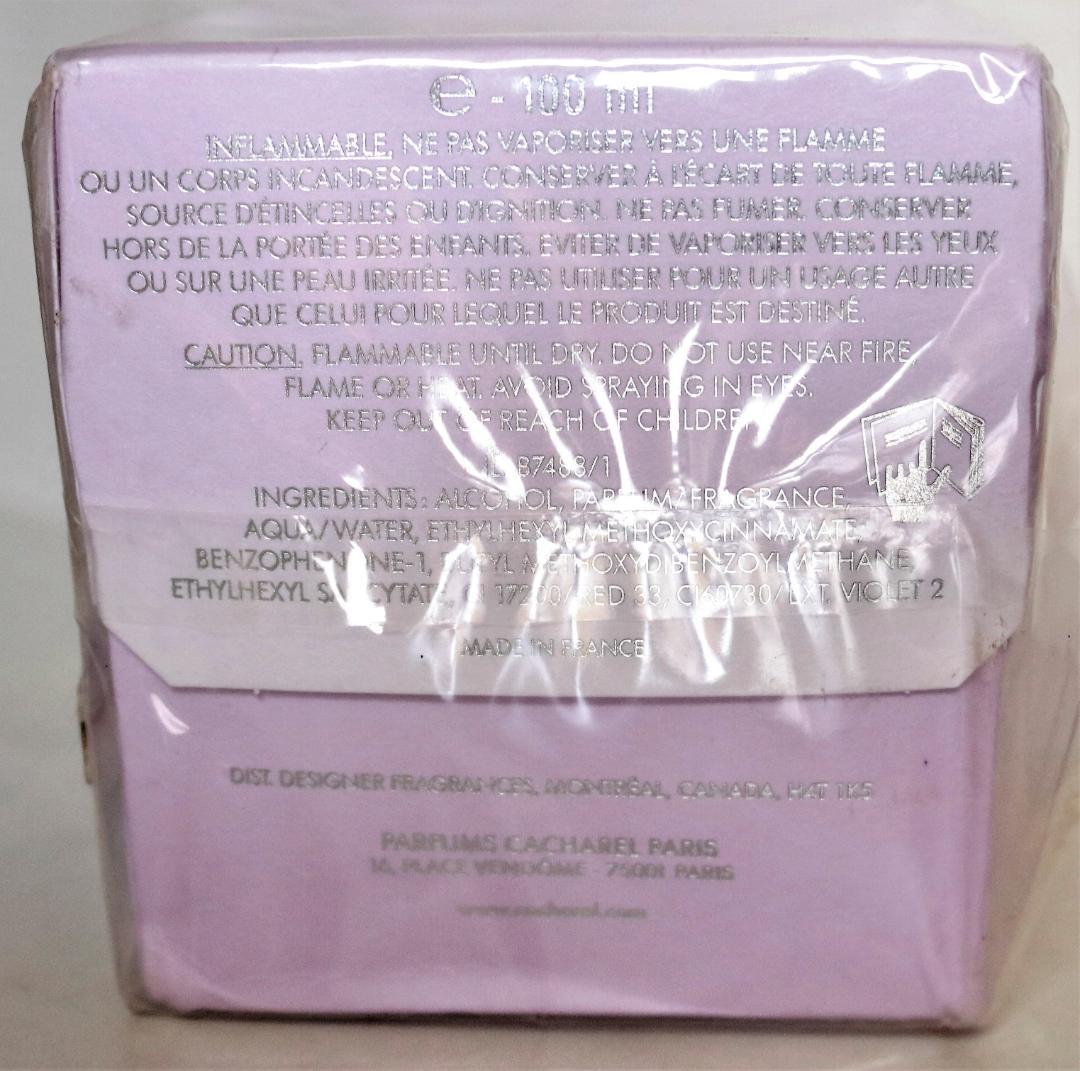 e - 100 ml
INFLAMMABLE. NE PAS VAPORISER VERS UNE FLAMME
OU UN CORPS INCANDESCENT. CONSERVER À L'ÉCART DE TOUTE FLAMME,
SOURCE D'ÉTINCELLES OU D'IGNITION. NE PAS FUMER. CONSERVER
HORS DE LA PORTÉE DES ENFANTS. EVITER DE VAPORISER VERS LES YEUX
OU SUR UNE PEAU IRRITÉE. NE PAS UTILISER POUR UN USAGE AUTRE
QUE CELUI POUR LEQUEL LE PRODUIT EST DESTINÉ.
CAUTION. FLAMMABLE UNTIL DRY. DO NOT USE NEAR FIRE,
FLAME OR HEAT. AVOID SPRAYING IN EYES.
KEEP OUT OF REACH OF CHILDREN
B7488/1
INGREDIENTS: ALCOHOL, PARFUM/FRAGRANCE,
AQUA/WATER, ETHYLHEXYL METHOXYCINNAMATE,
BENZOPHENONE-1, BUTYL METHOXYDIBENZOYLMETHANE,
ETHYLHEXYL SALICYTATE, CI 17200/RED 33, CI60730/EXT. VIOLET 2
MADE IN FRANCE
DIST. DESIGNER FRAGRANCES, MONTRÉAL, CANADA, H4T 1K5
PARFUMS CACHAREL PARIS
16, PLACE VENDÔME - 75001 PARIS
www.cacharel.com